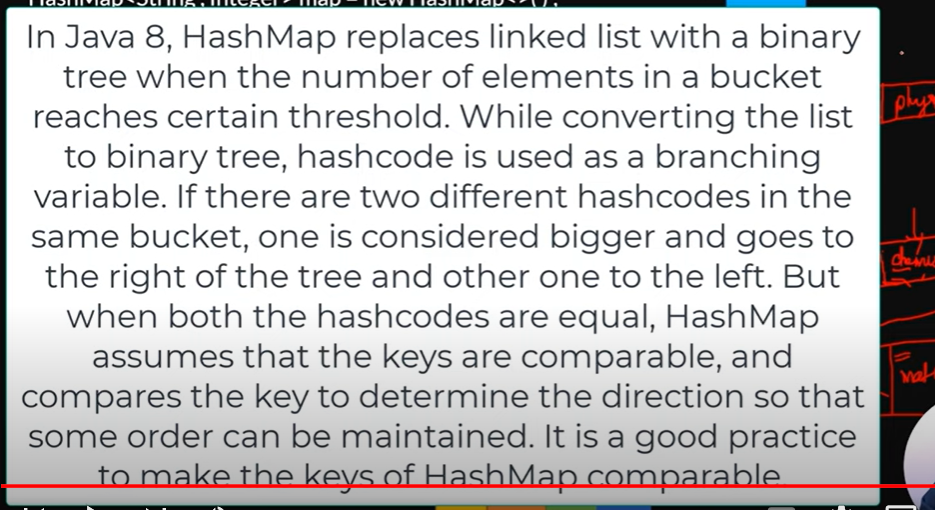 HashMap<String, Integer> map = new HashMap<>();
In Java 8, HashMap replaces linked list with a binary
tree when the number of elements in a bucket
reaches certain threshold. While converting the list
to binary tree, hashcode is used as a branching
variable. If there are two different hashcodes in the
same bucket, one is considered bigger and goes to
the right of the tree and other one to the left. But
when both the hashcodes are equal, HashMap
assumes that the keys are comparable, and
compares the key to determine the direction so that
some order can be maintained. It is a good practice
to make the keys of HashMap comparable.